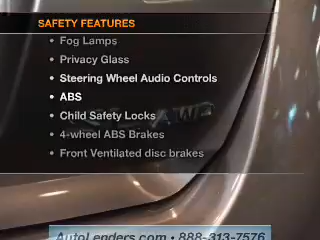 SAFETY FEATURES
• Fog Lamps
• Privacy Glass
• Steering Wheel Audio Controls
• ABS
• Child Safety Locks
• 4-wheel ABS Brakes
• Front Ventilated disc brakes
AWD
AutoLenders.com • 888-313-7576